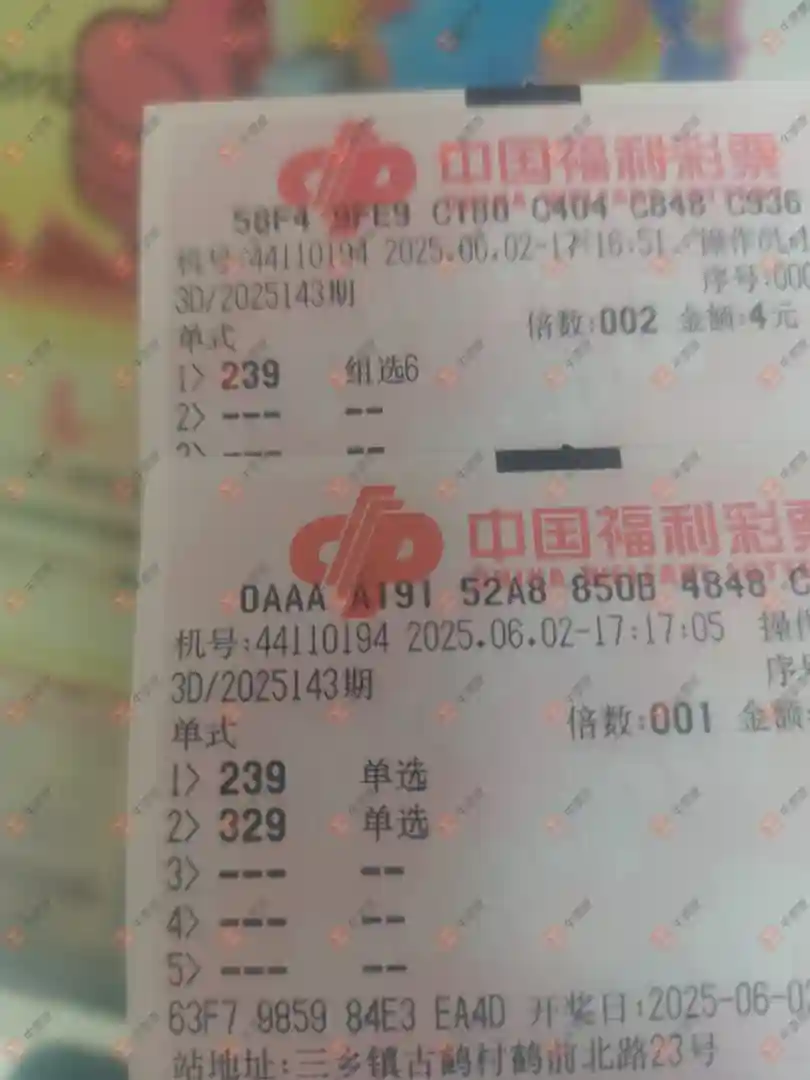 中国福利彩票
58F4 9FE9 C180 C404 C848 C936
机号:44110194 2025.06.02-17:16:51 操作
序号:000
3D/2025143期
单式
倍数:002 金额:4元
1> 239 组选6
2> --- --
--- --
中国福利彩票
0AAA A191 52A8 850B 4848
机号:44110194 2025.06.02-17:17:05 操作
3D/2025143期
单式
倍数:001 金额:
1> 239 单选
2> 329 单选
3> --- --
4> --- --
5> --- --
63F7 9859 84E3 EA4D 开奖日:2025-06-0
站地址:三乡镇古鹤村鹤前北路23号